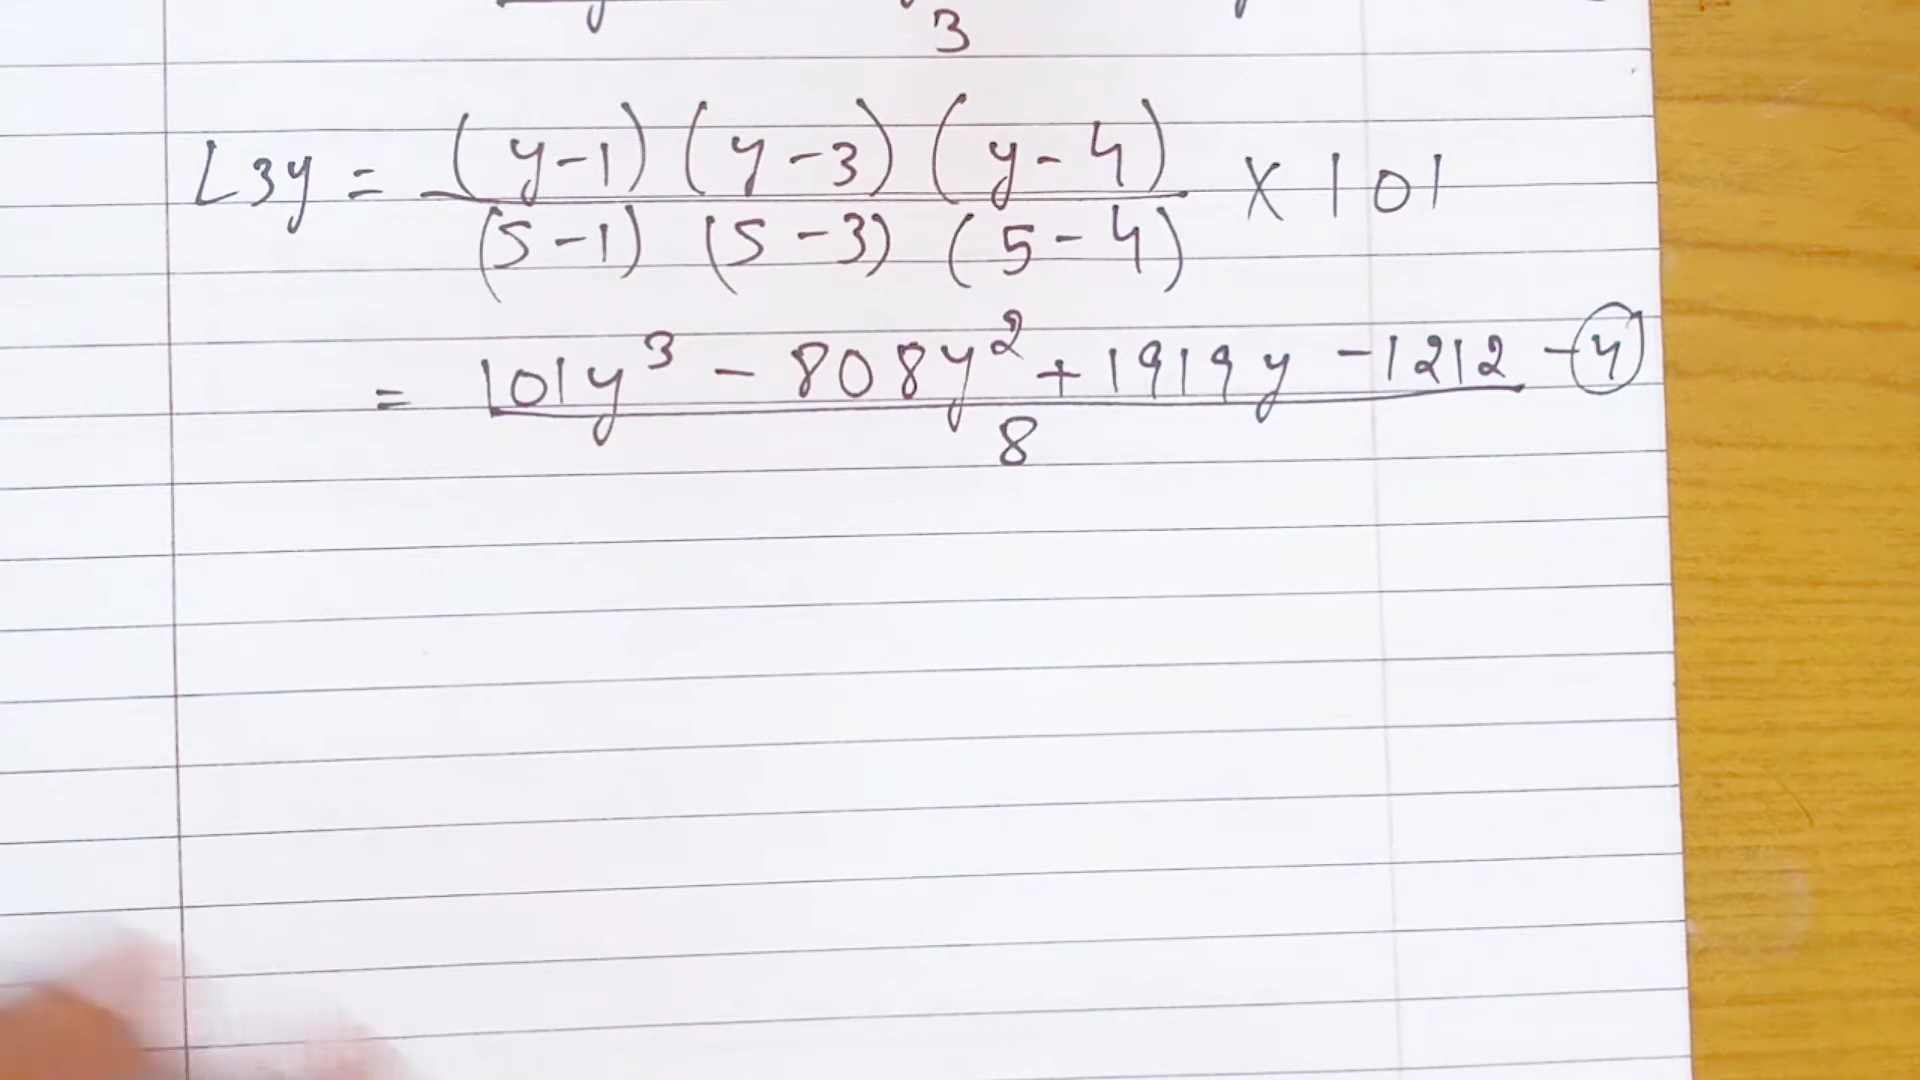 3
L3y = (y-1) (y-3) (y-4) × 101
(5-1) (5-3) (5-4)
= 101y³ - 808y² + 1919y - 1212 - 4
8